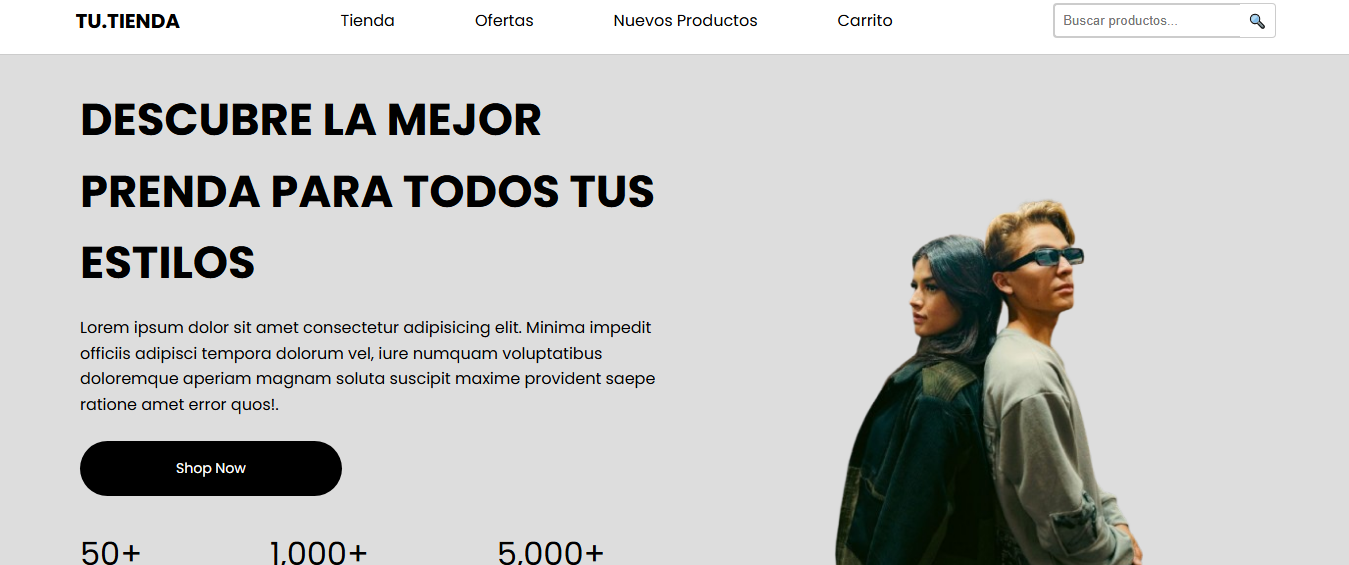 TU.TIENDA
Tienda
Ofertas
Nuevos Productos
Carrito
Buscar productos...
DESCUBRE LA MEJOR
PRENDA PARA TODOS TUS
ESTILOS
Lorem ipsum dolor sit amet consectetur adipisicing elit. Minima impedit
officiis adipisci tempora dolorum vel, iure numquam voluptatibus
doloremque aperiam magnam soluta suscipit maxime provident saepe
ratione amet error quos!.
Shop Now
50+
1,000+
5,000+